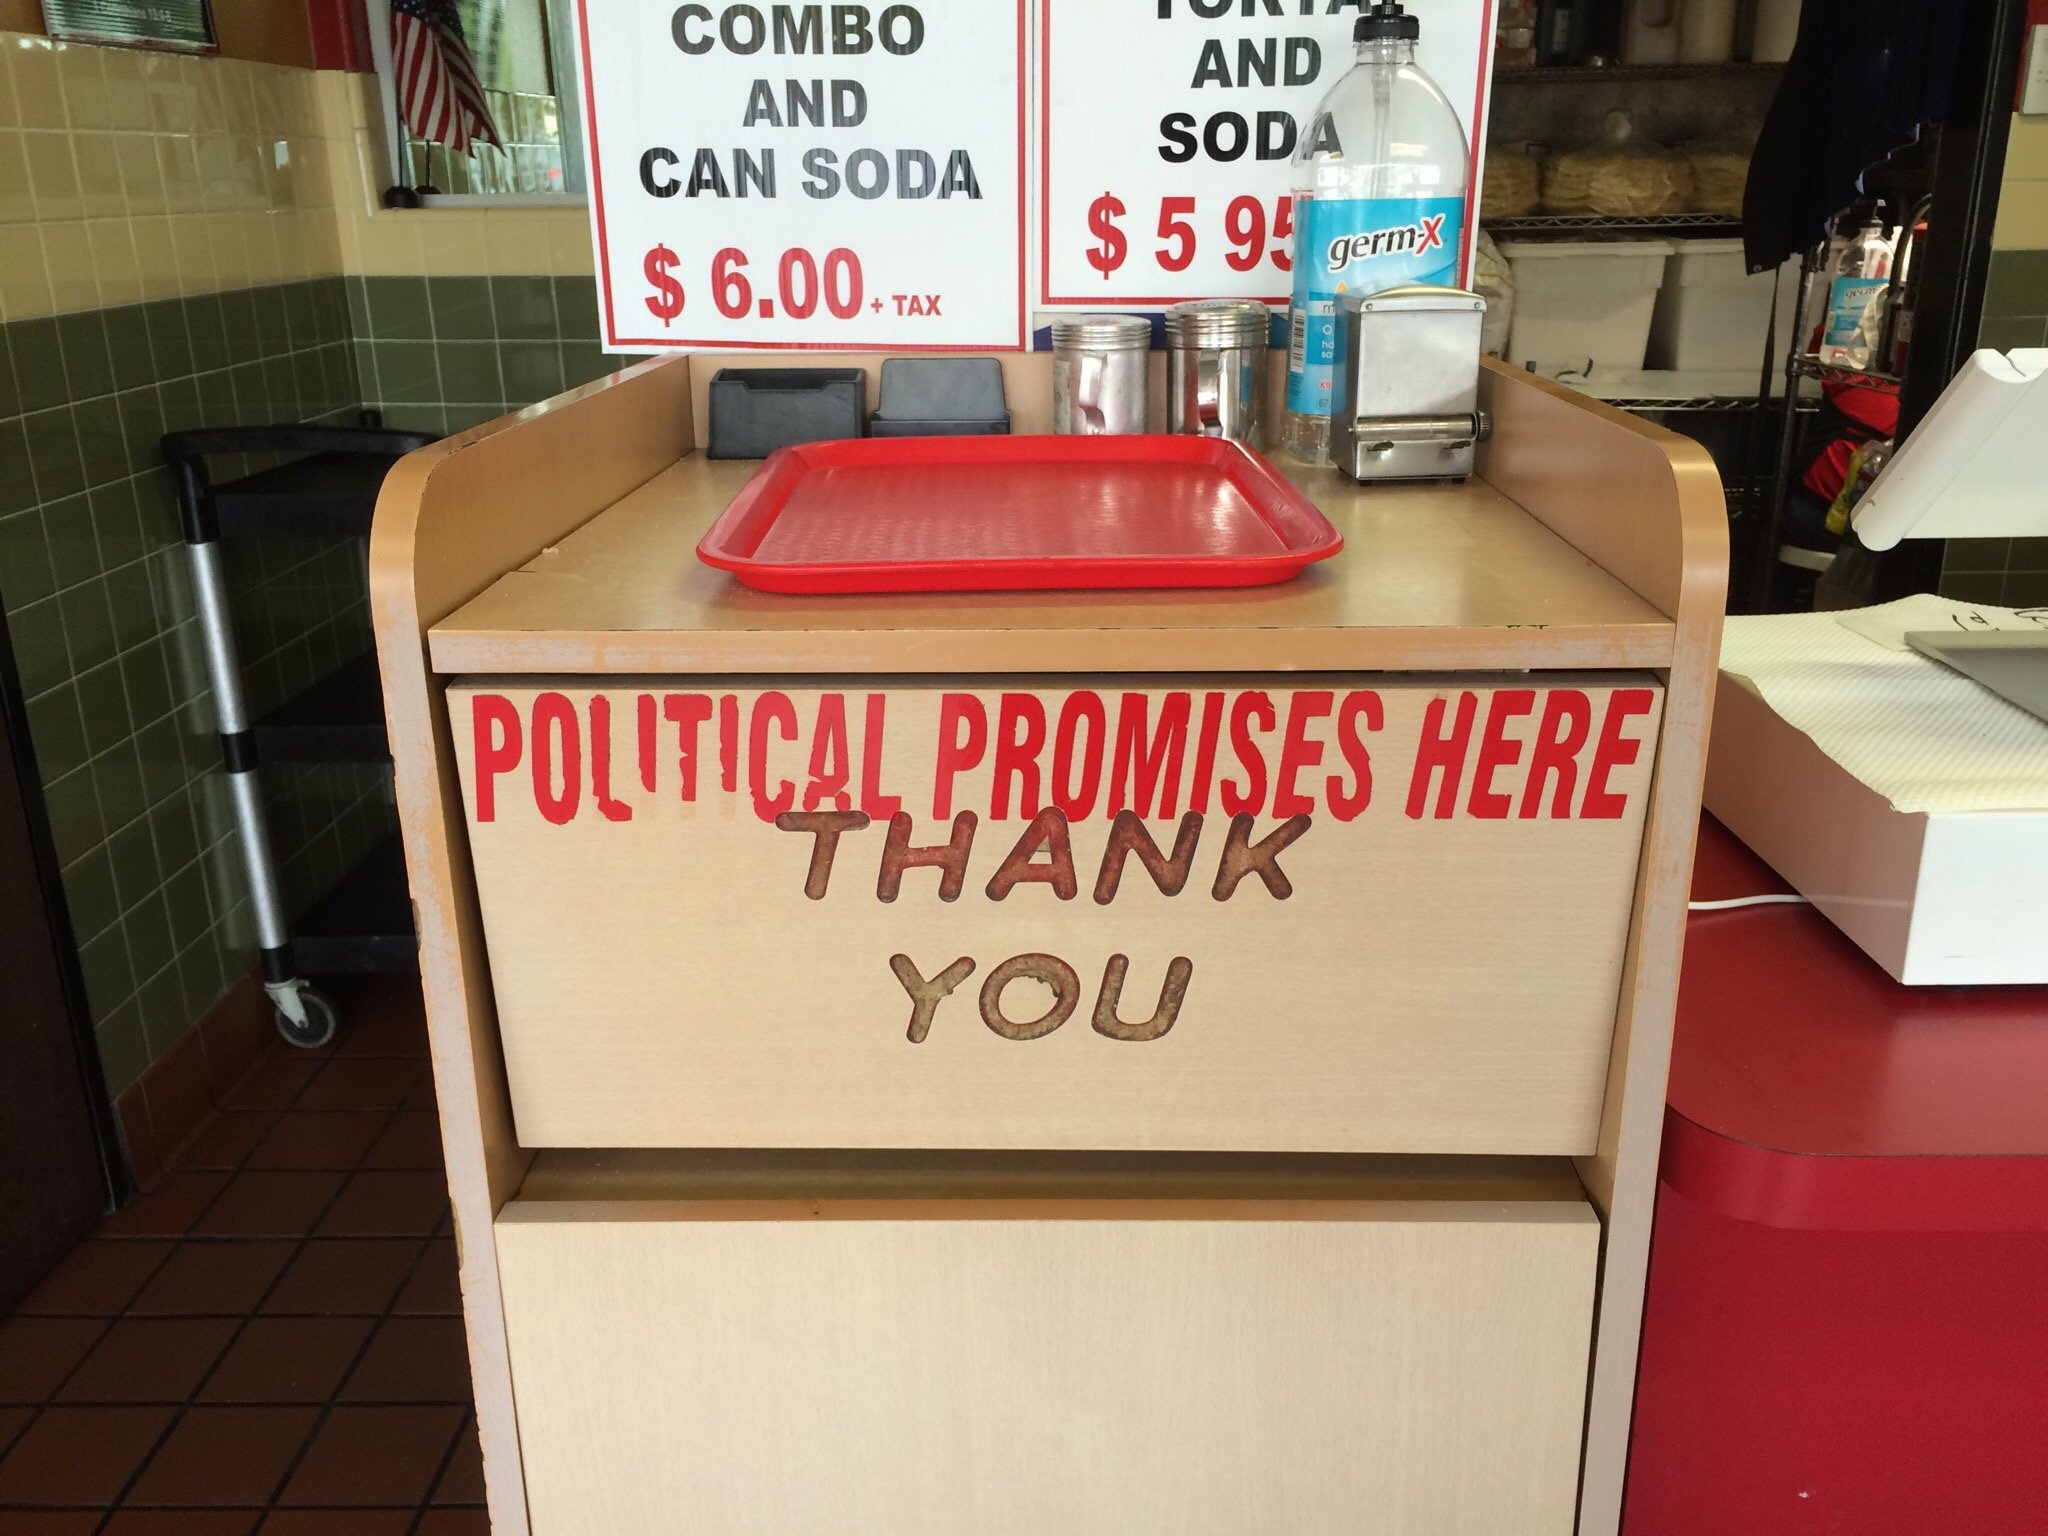 COMBO
AND
CAN SODA
$ 6.00 + TAX
AND
SODA
$ 5 95
germ-X
POLITICAL PROMISES HERE
THANK
YOU